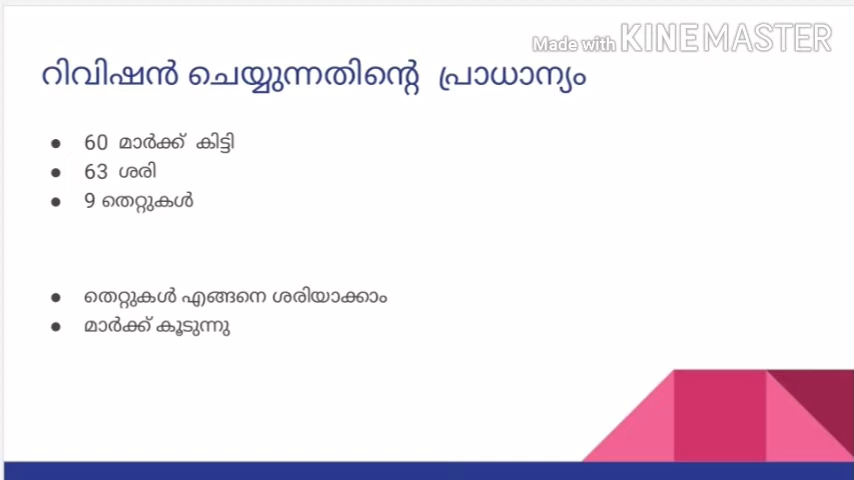 Made with KINEMASTER
റിവിഷൻ ചെയ്യുന്നതിന്റെ പ്രാധാന്യം
● 60 മാർക്ക് കിട്ടി
● 63 ശരി
● 9 തെറ്റുകൾ
● തെറ്റുകൾ എങ്ങനെ ശരിയാക്കാം
● മാർക്ക് കൂടുന്നു